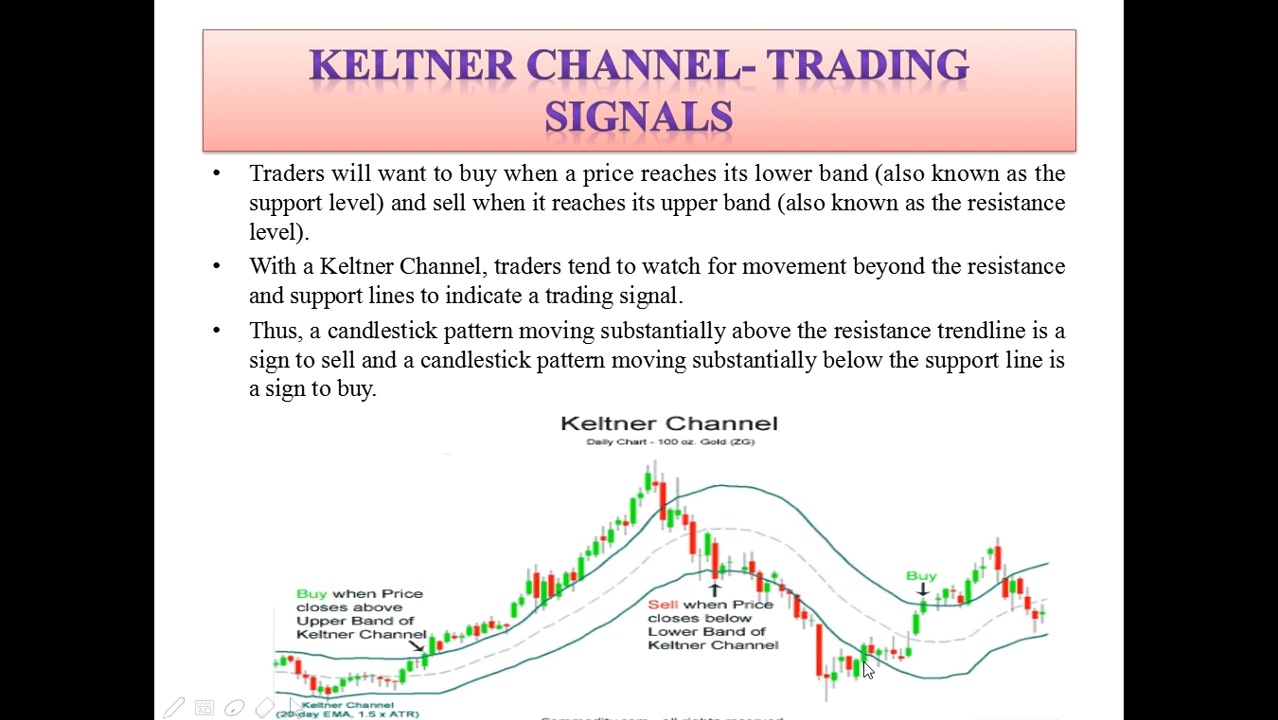 KELTNER CHANNEL- TRADING
SIGNALS
• Traders will want to buy when a price reaches its lower band (also known as the
support level) and sell when it reaches its upper band (also known as the resistance
level).
• With a Keltner Channel, traders tend to watch for movement beyond the resistance
and support lines to indicate a trading signal.
• Thus, a candlestick pattern moving substantially above the resistance trendline is a
sign to sell and a candlestick pattern moving substantially below the support line is
a sign to buy.
Keltner Channel
Daily Chart - 100 oz. Gold (ZG)
Buy when Price
closes above
Upper Band of
Keltner Channel
Sell when Price
closes below
Lower Band of
Keltner Channel
Buy
Keltner Channel
(20-day EMA, 1.5 x ATR)
Commodity.com - all rights reserved